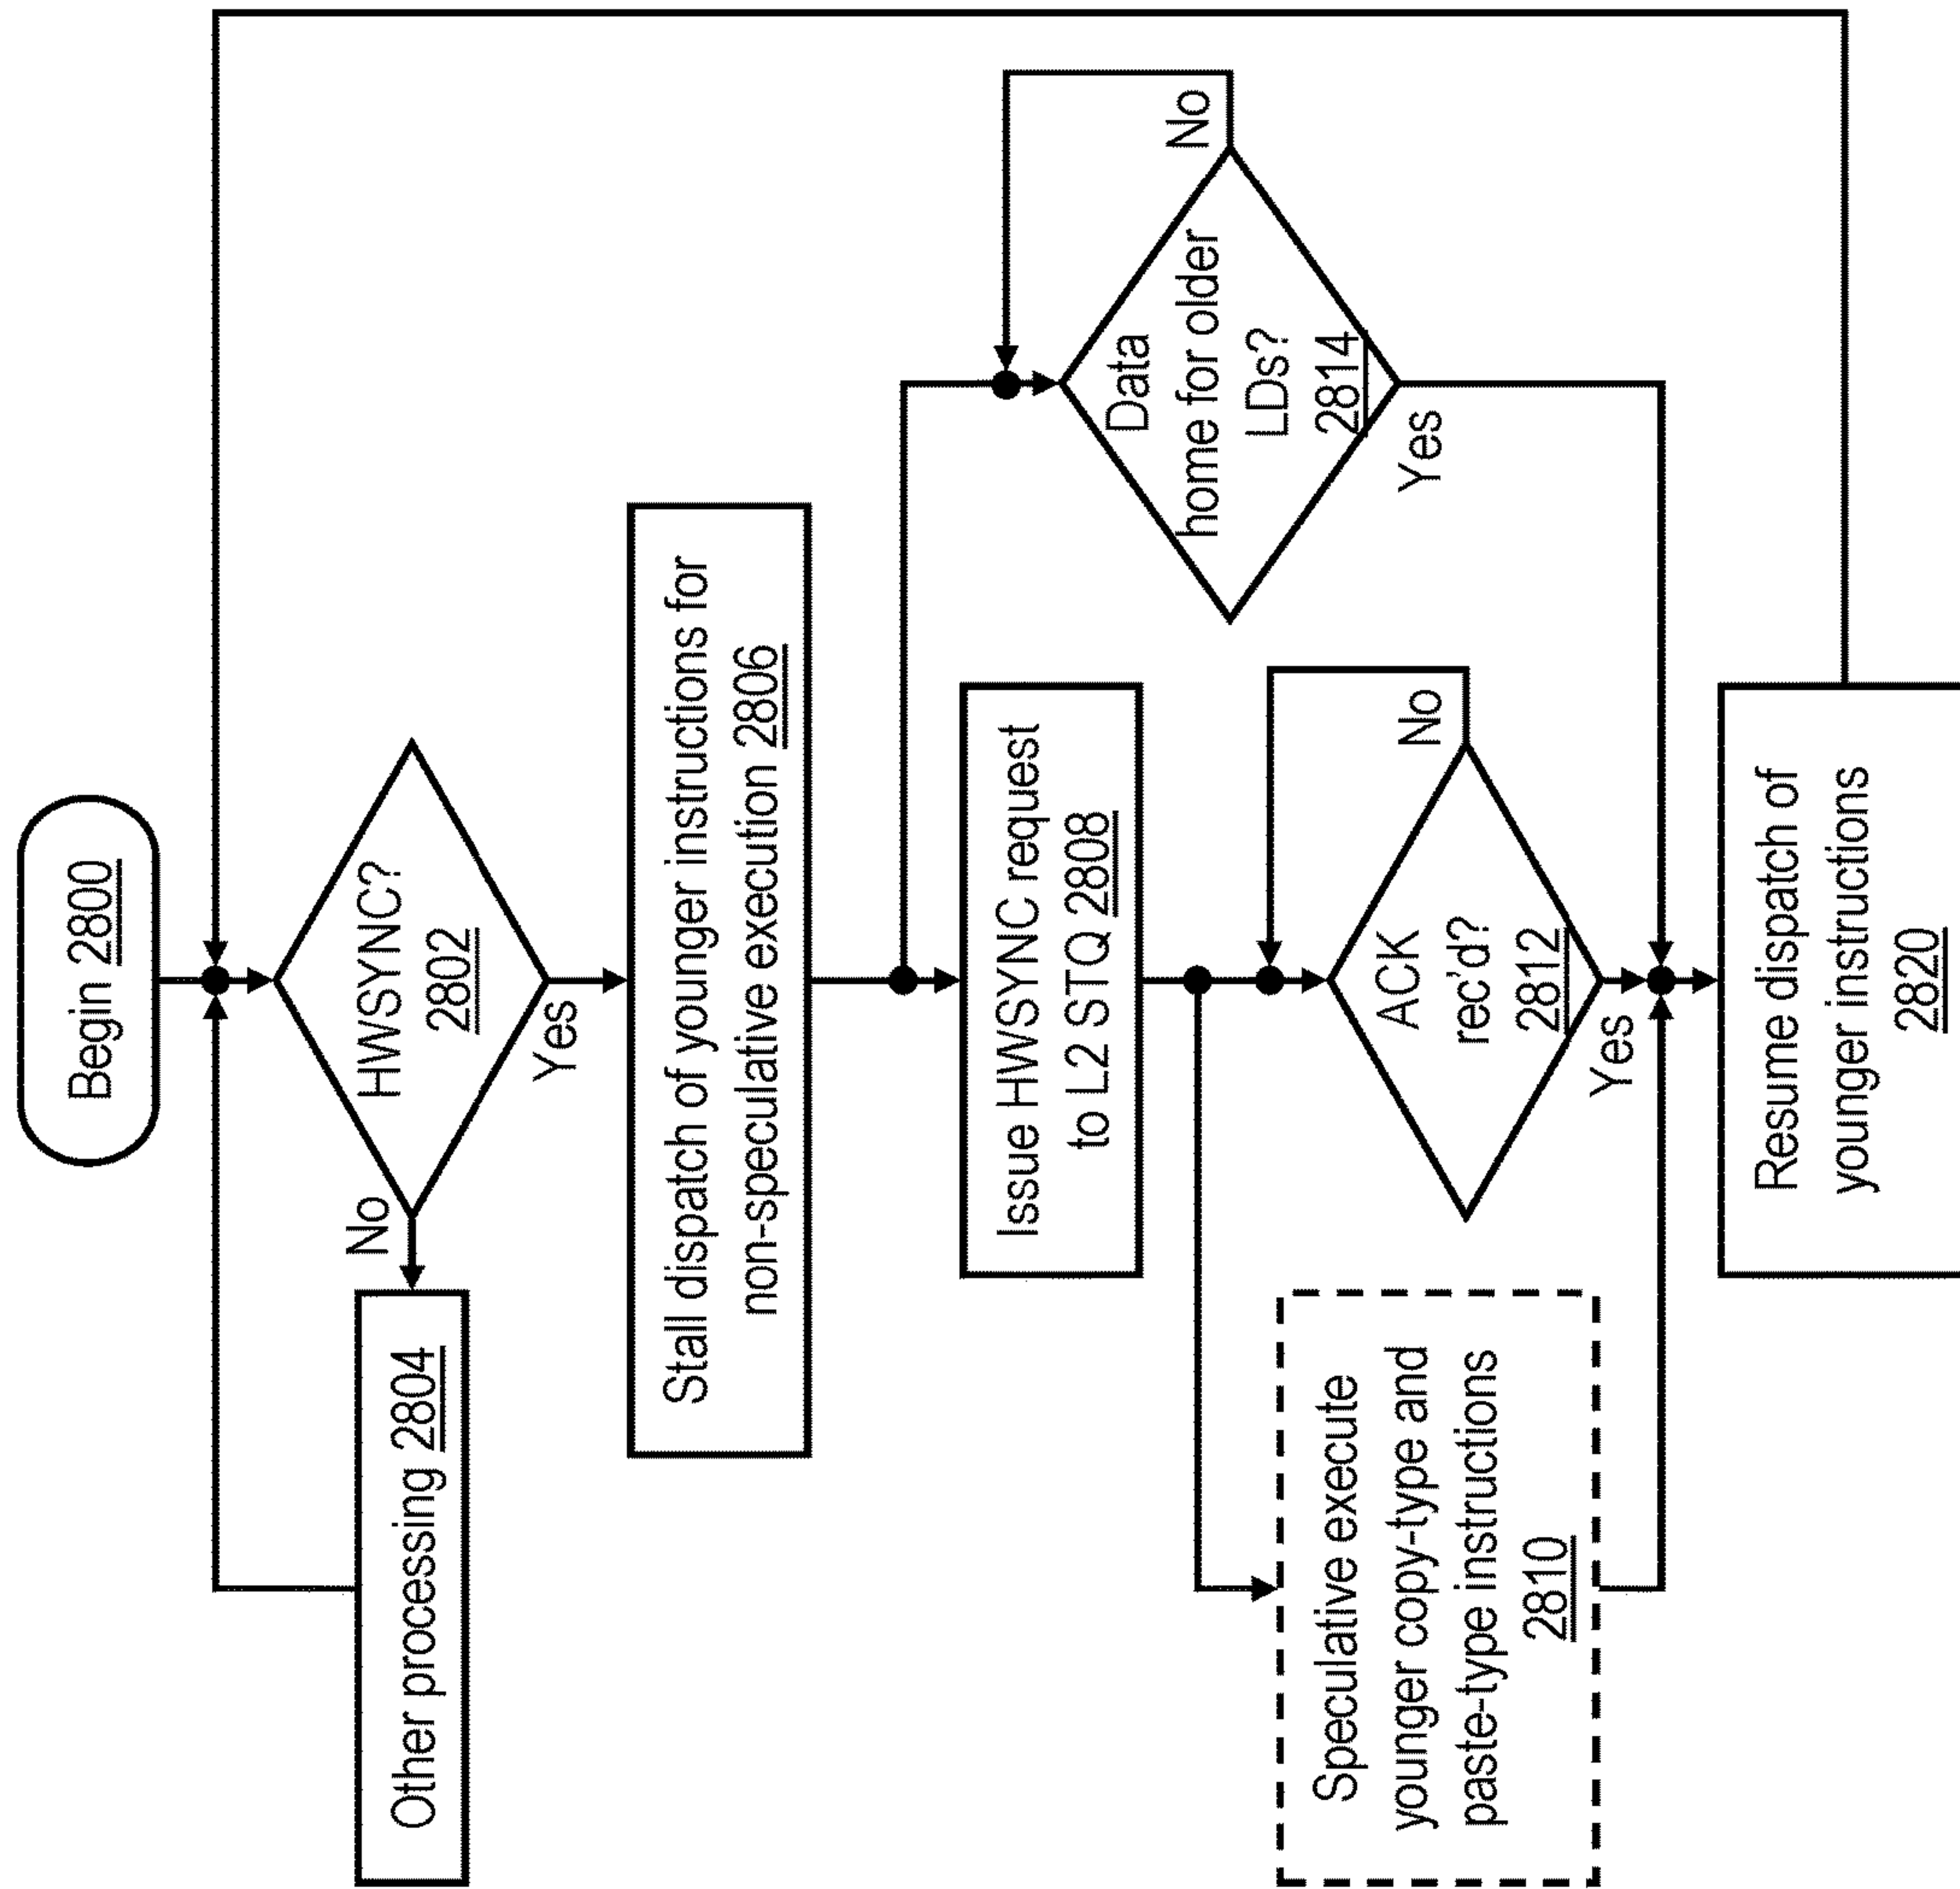 Begin 2800
HWSYNC?
2802
Yes
No
Other processing 2804
Stall dispatch of younger instructions for
non-speculative execution 2806
Issue HWSYNC request
to L2 STQ 2808
Data
home for older
LDs?
2814
No
Yes
ACK
rec'd?
2812
No
Yes
Speculative execute
younger copy-type and
paste-type instructions
2810
Resume dispatch of
younger instructions
2820